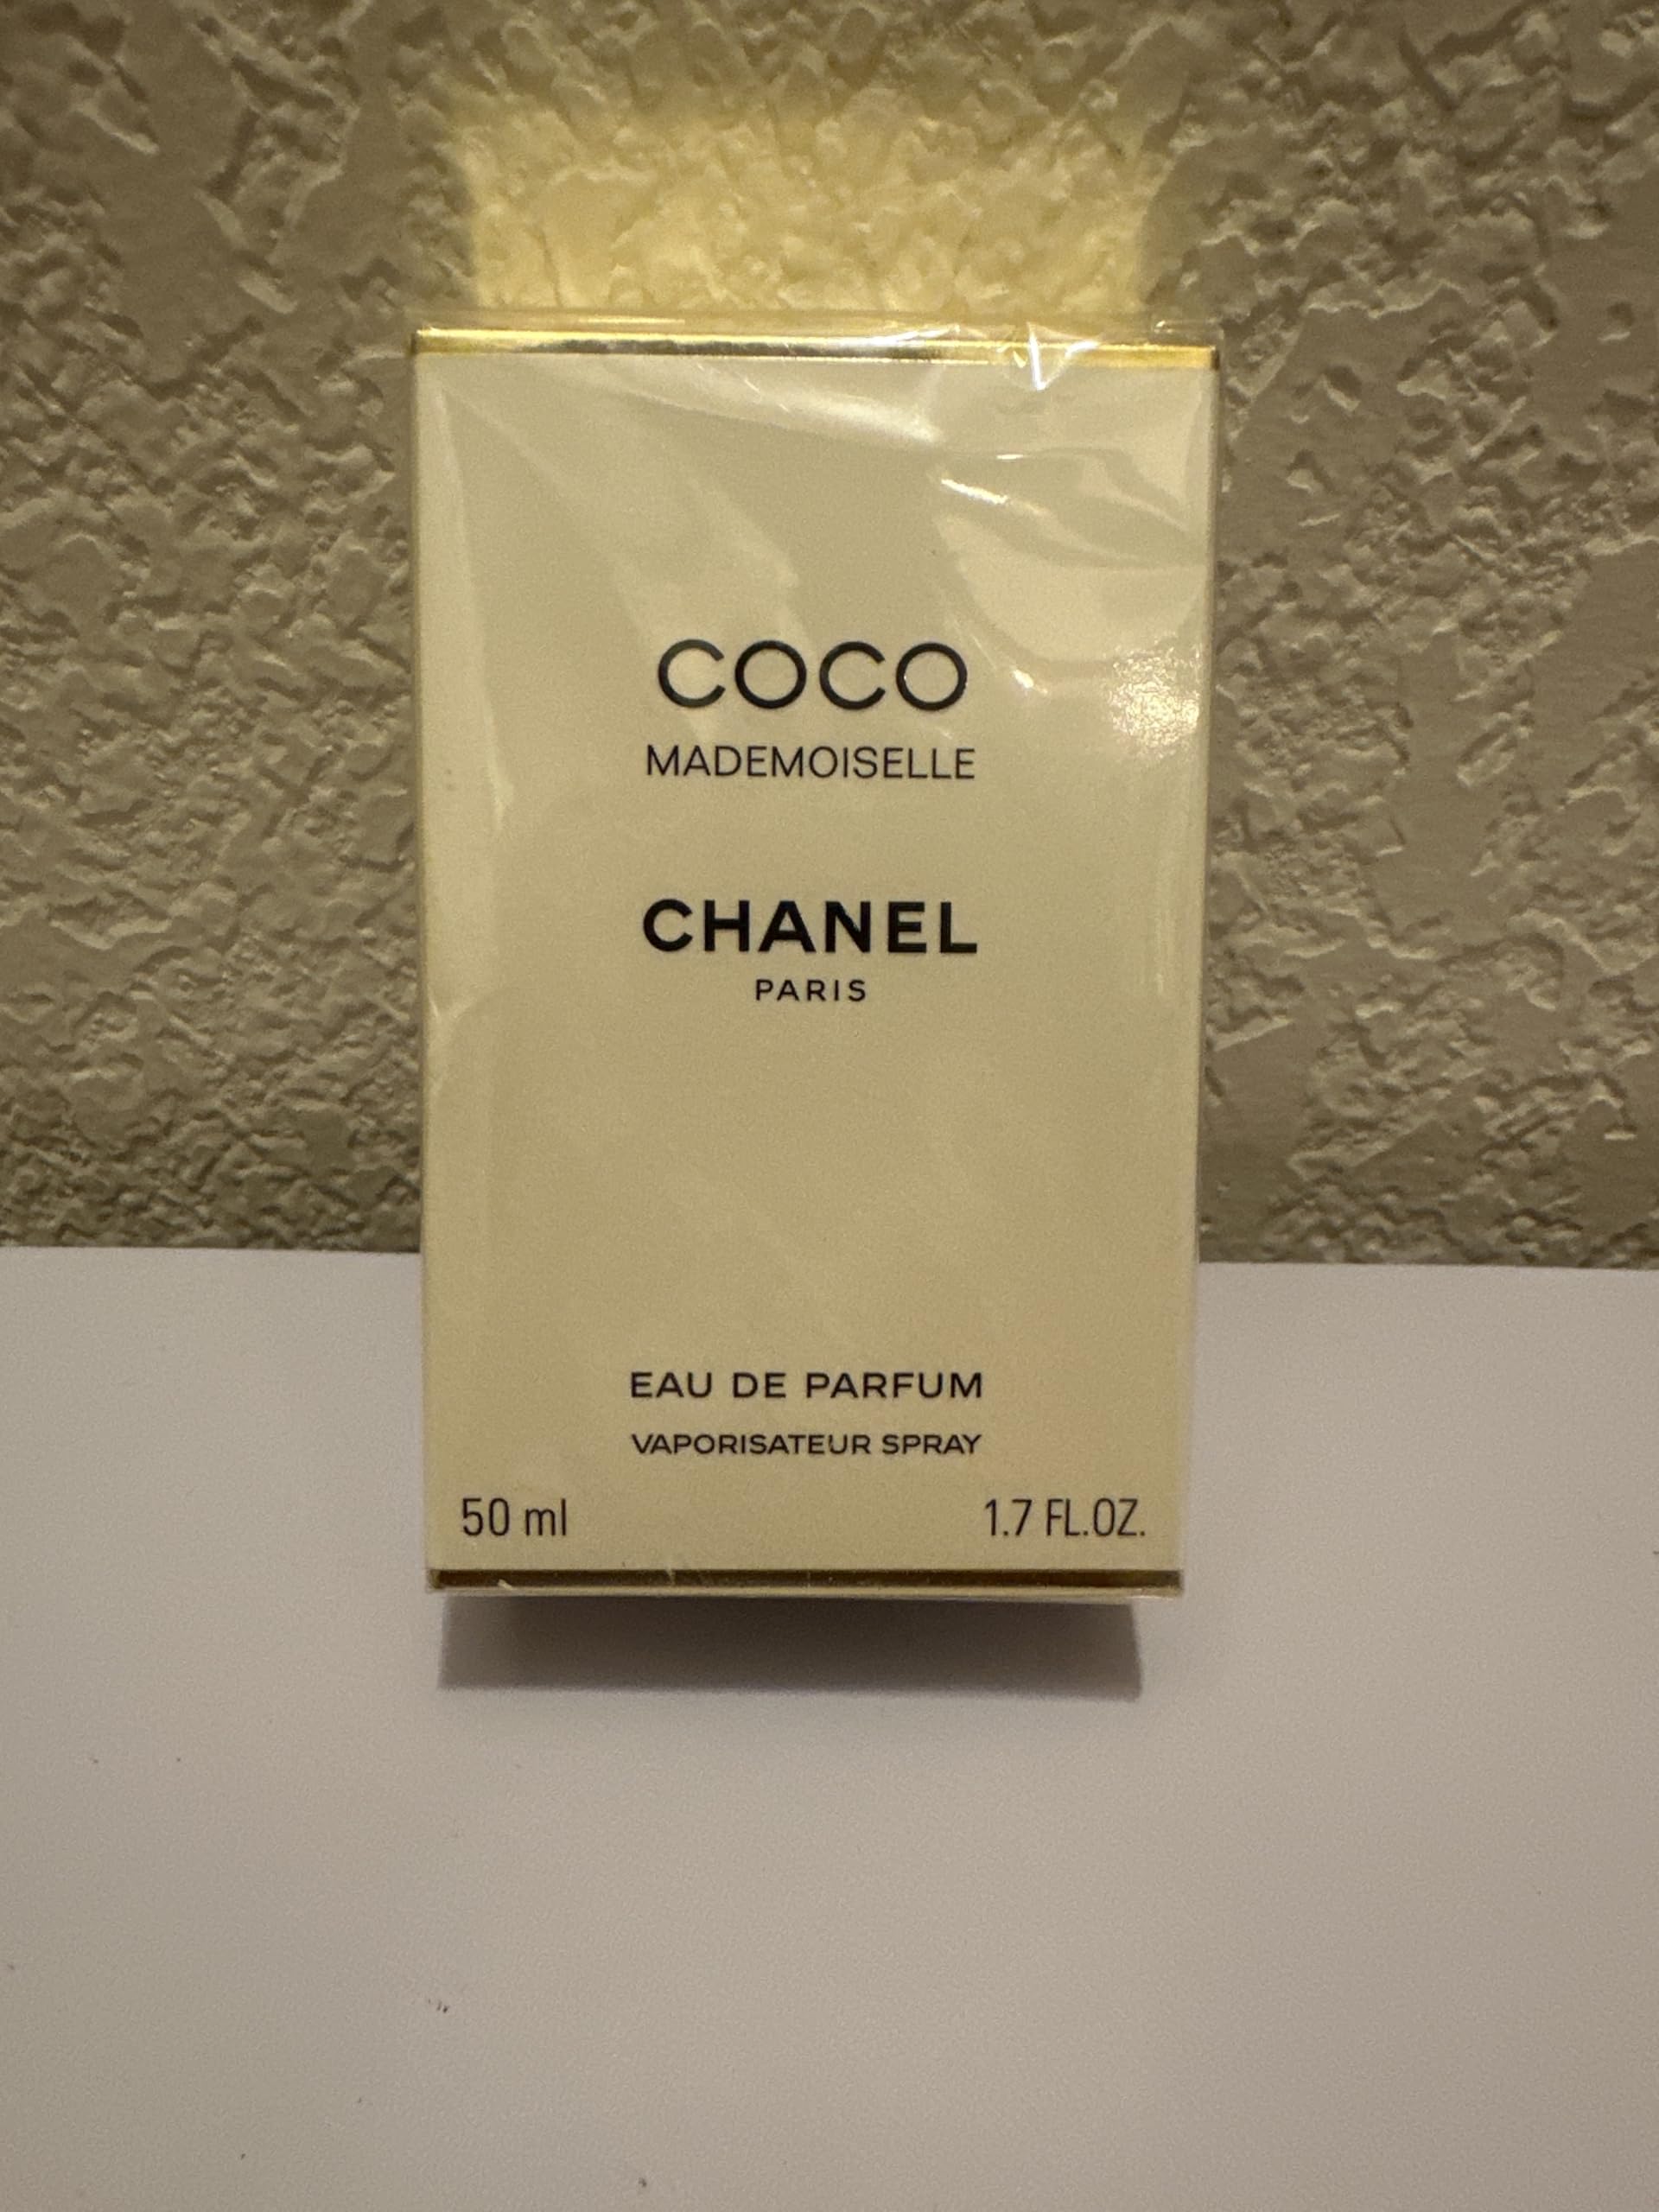 COCO
MADEMOISELLE
CHANEL
PARIS
EAU DE PARFUM
VAPORISATEUR SPRAY
50 ml 1.7 FL.OZ.